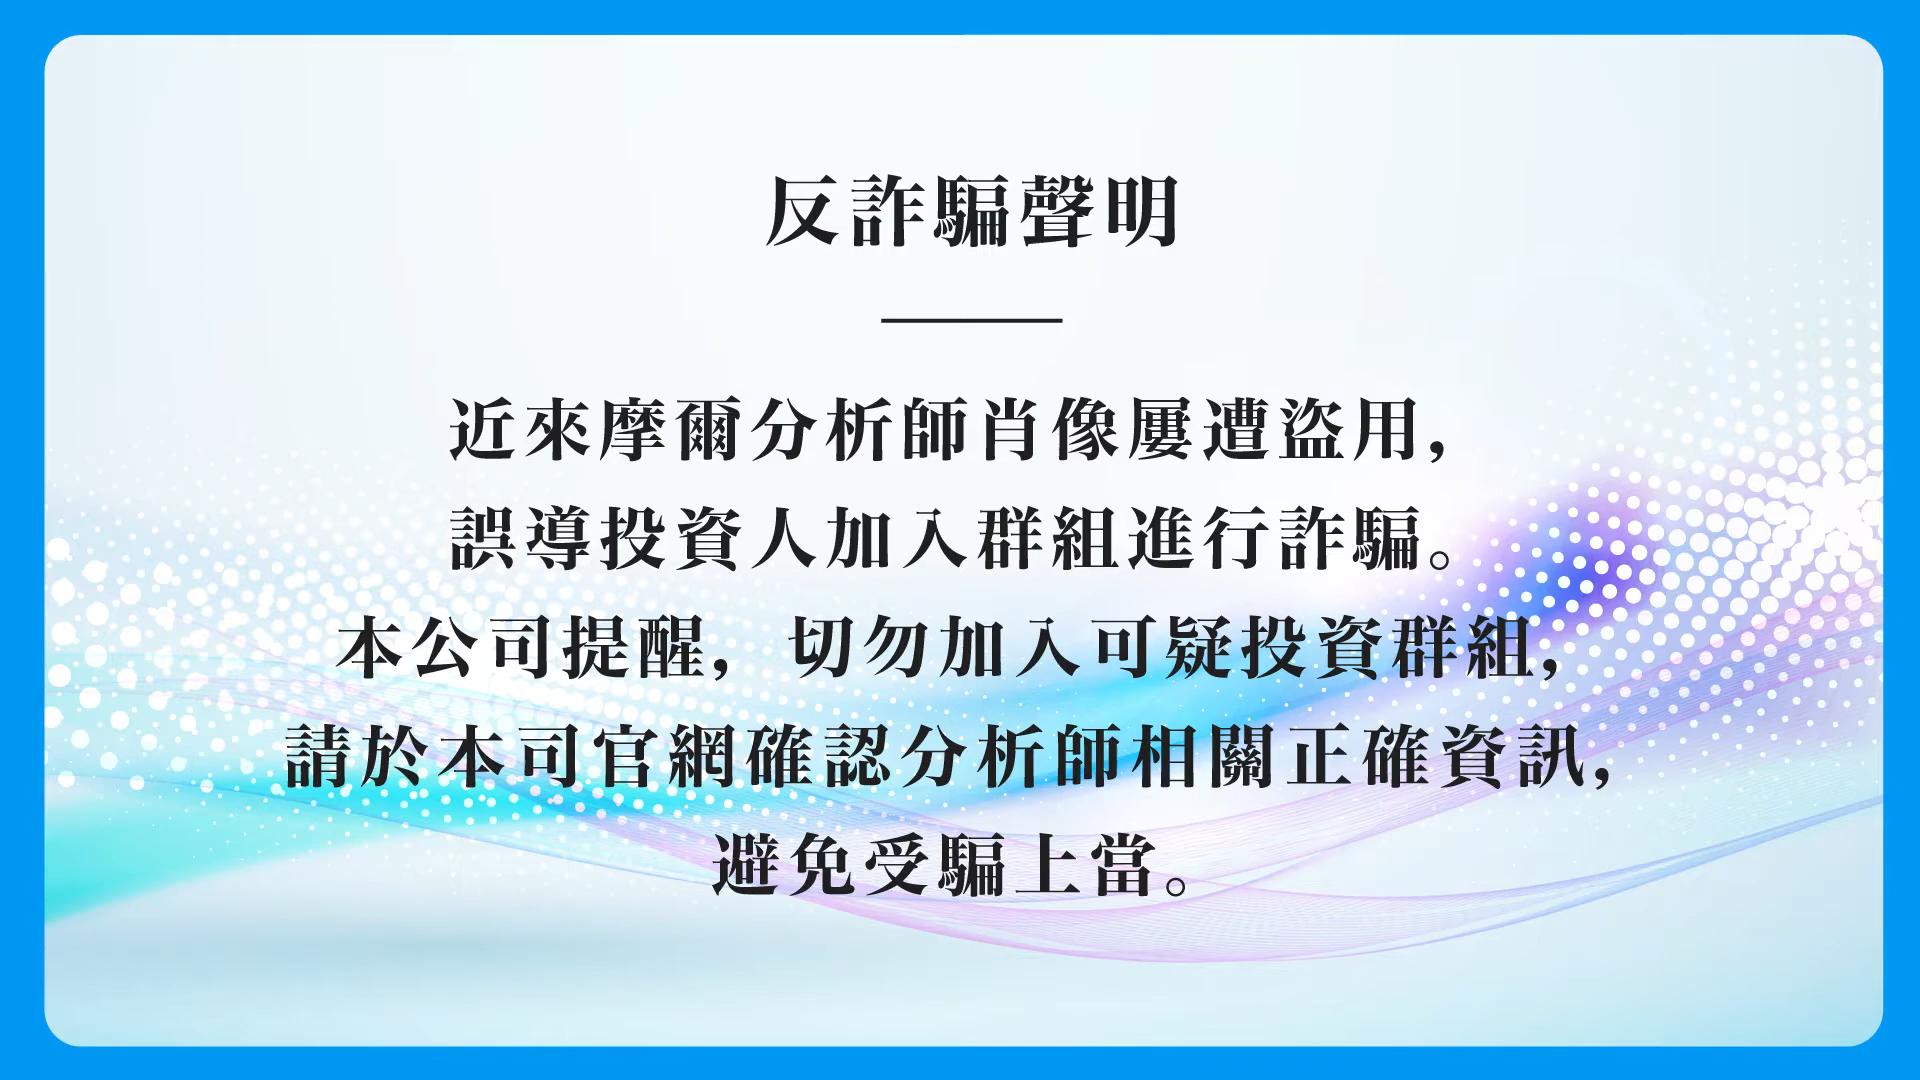 反詐騙聲明
近來摩爾分析師肖像屢遭盜用，
誤導投資人加入群組進行詐騙。
本公司提醒，切勿加入可疑投資群組，
請於本司官網確認分析師相關正確資訊，
避免受騙上當。